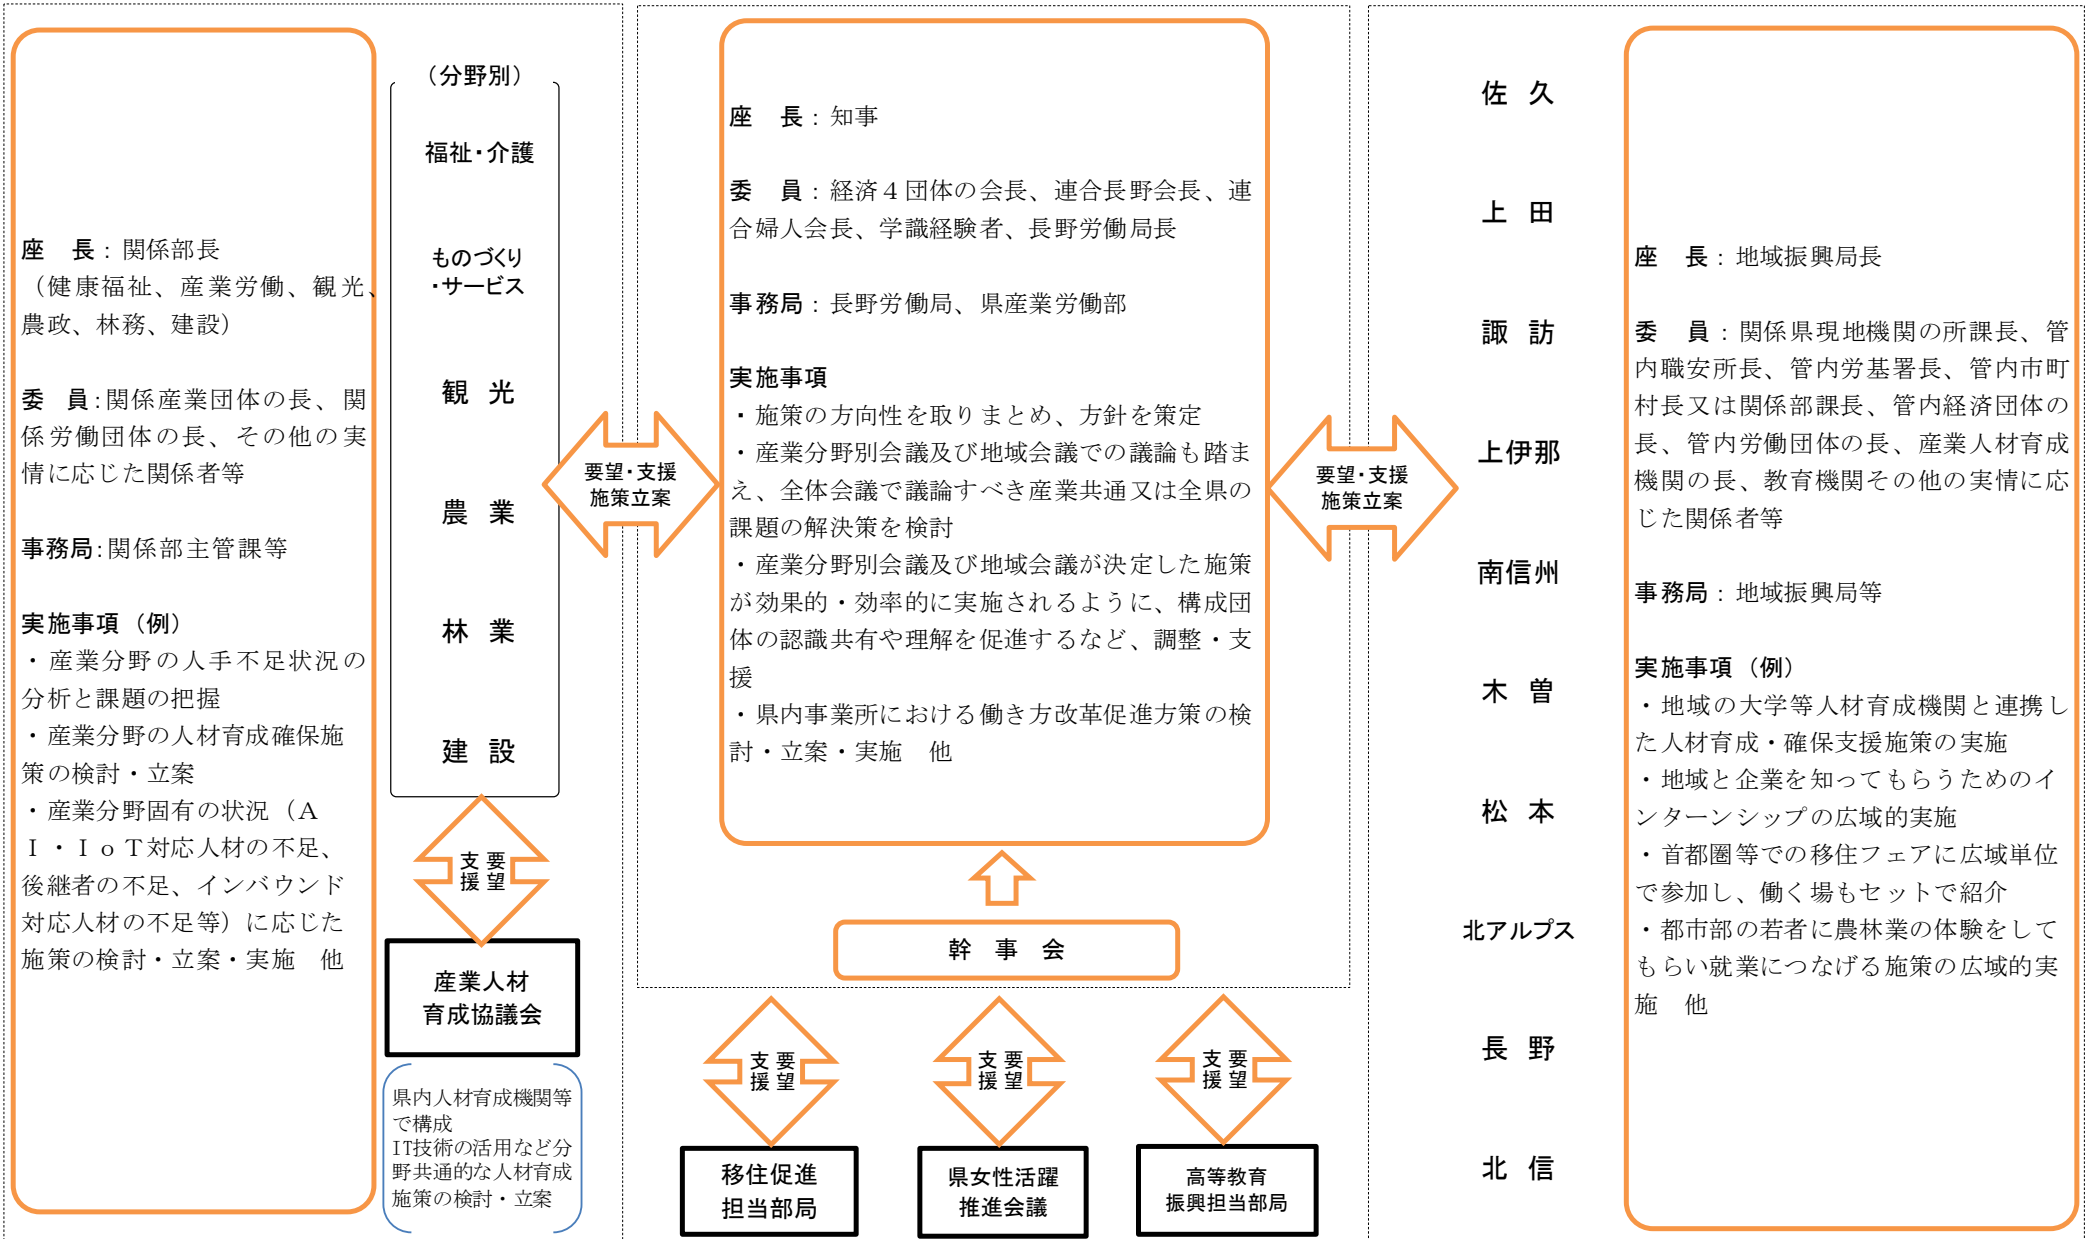 座　長：関係部長
（健康福祉、産業労働、観光、
農政、林務、建設）
委　員：関係産業団体の長、関
係労働団体の長、その他の実
情に応じた関係者等
事務局：関係部主管課等
実施事項（例）
・産業分野の人手不足状況の
分析と課題の把握
・産業分野の人材育成確保施
策の検討・立案
・産業分野固有の状況（Ａ
Ｉ・ＩｏＴ対応人材の不足、
後継者の不足、インバウンド
対応人材の不足等）に応じた
施策の検討・立案・実施　他
（分野別）
福祉・介護
ものづくり
・サービス
観　光
農　業
林　業
建　設
要望
支援
産業人材
育成協議会
県内人材育成機関等
で構成
IT技術の活用など分
野共通的な人材育成
施策の検討・立案
要望・支援
施策立案
座　長：知事
委　員：経済４団体の会長、連合長野会長、連
合婦人会長、学識経験者、長野労働局長
事務局：長野労働局、県産業労働部
実施事項
・施策の方向性を取りまとめ、方針を策定
・産業分野別会議及び地域会議での議論も踏ま
え、全体会議で議論すべき産業共通又は全県の
課題の解決策を検討
・産業分野別会議及び地域会議が決定した施策
が効果的・効率的に実施されるように、構成団
体の認識共有や理解を促進するなど、調整・支
援
・県内事業所における働き方改革促進方策の検
討・立案・実施　他
幹　事　会
要望
支援
移住促進
担当部局
要望
支援
県女性活躍
推進会議
要望
支援
高等教育
振興担当部局
要望・支援
施策立案
佐　久
上　田
諏　訪
上伊那
南信州
木　曽
松　本
北アルプス
長　野
北　信
座　長：地域振興局長
委　員：関係県現地機関の所課長、管
内職安所長、管内労基署長、管内市町
村長又は関係部課長、管内経済団体の
長、管内労働団体の長、産業人材育成
機関の長、教育機関その他の実情に応
じた関係者等
事務局：地域振興局等
実施事項（例）
・地域の大学等人材育成機関と連携し
た人材育成・確保支援施策の実施
・地域と企業を知ってもらうためのイ
ンターンシップの広域的実施
・首都圏等での移住フェアに広域単位
で参加し、働く場もセットで紹介
・都市部の若者に農林業の体験をして
もらい就業につなげる施策の広域的実
施　他